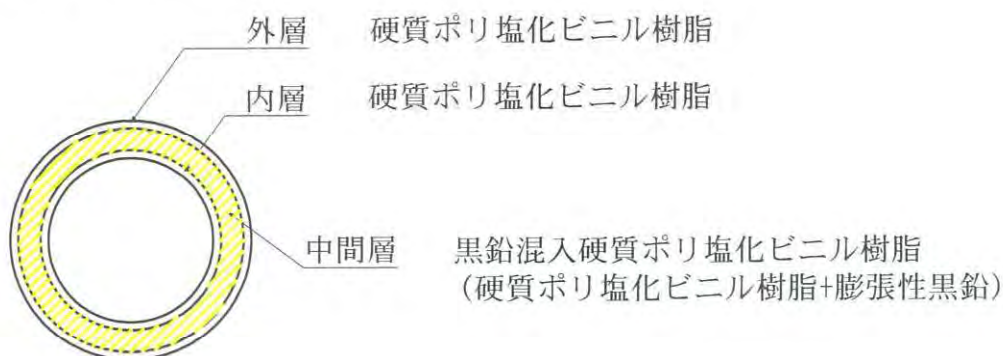 外層 硬質ポリ塩化ビニル樹脂
内層 硬質ポリ塩化ビニル樹脂
中間層 黒鉛混入硬質ポリ塩化ビニル樹脂
(硬質ポリ塩化ビニル樹脂+膨張性黒鉛)